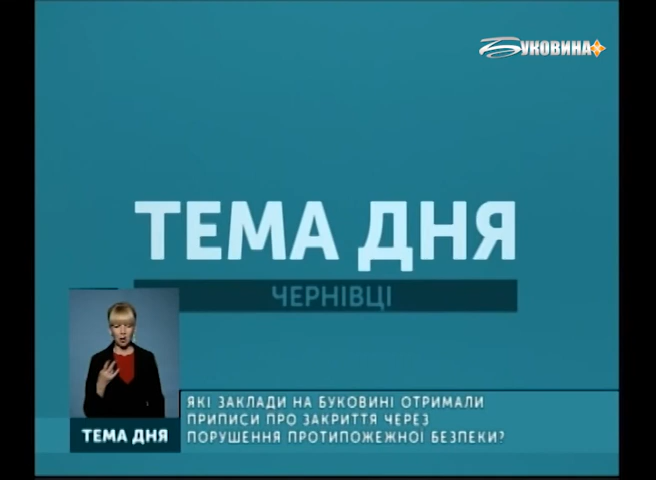 БУКОВИНА
ТЕМА ДНЯ
ЧЕРНІВЦІ
ЯКІ ЗАКЛАДИ НА БУКОВИНІ ОТРИМАЛИ
ПРИПИСИ ПРО ЗАКРИТТЯ ЧЕРЕЗ
ПОРУШЕННЯ ПРОТИПОЖЕЖНОЇ БЕЗПЕКИ?
ТЕМА ДНЯ